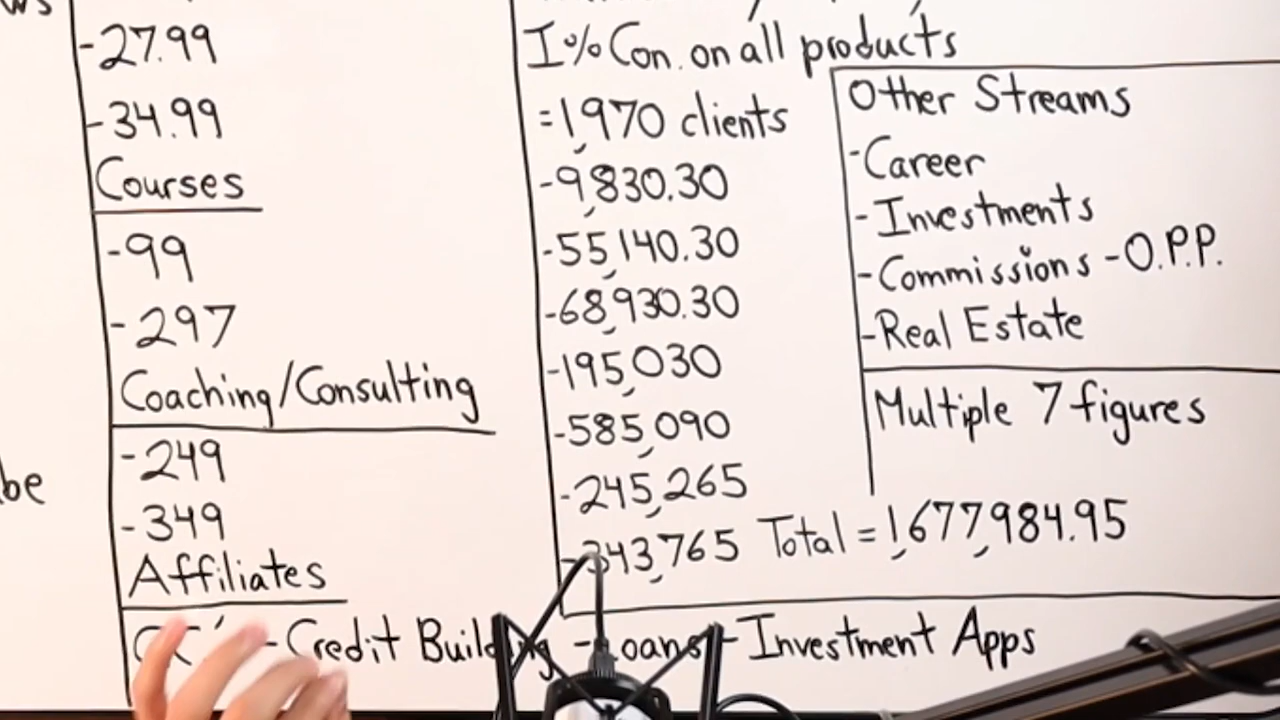 -27.99
-34.99
Courses
-99
-297
Coaching/Consulting
-249
-349
Affiliates
-Credit Building -Loans -Investment Apps
be
1% Con. on all products
=1,970 clients
-9,830.30
-55,140.30
-68,930.30
-195,030
-585,090
-245,265
-343,765 Total = 1,677,984.95
Other Streams
-Career
-Investments
-Commissions - O.P.P.
-Real Estate
Multiple 7 figures